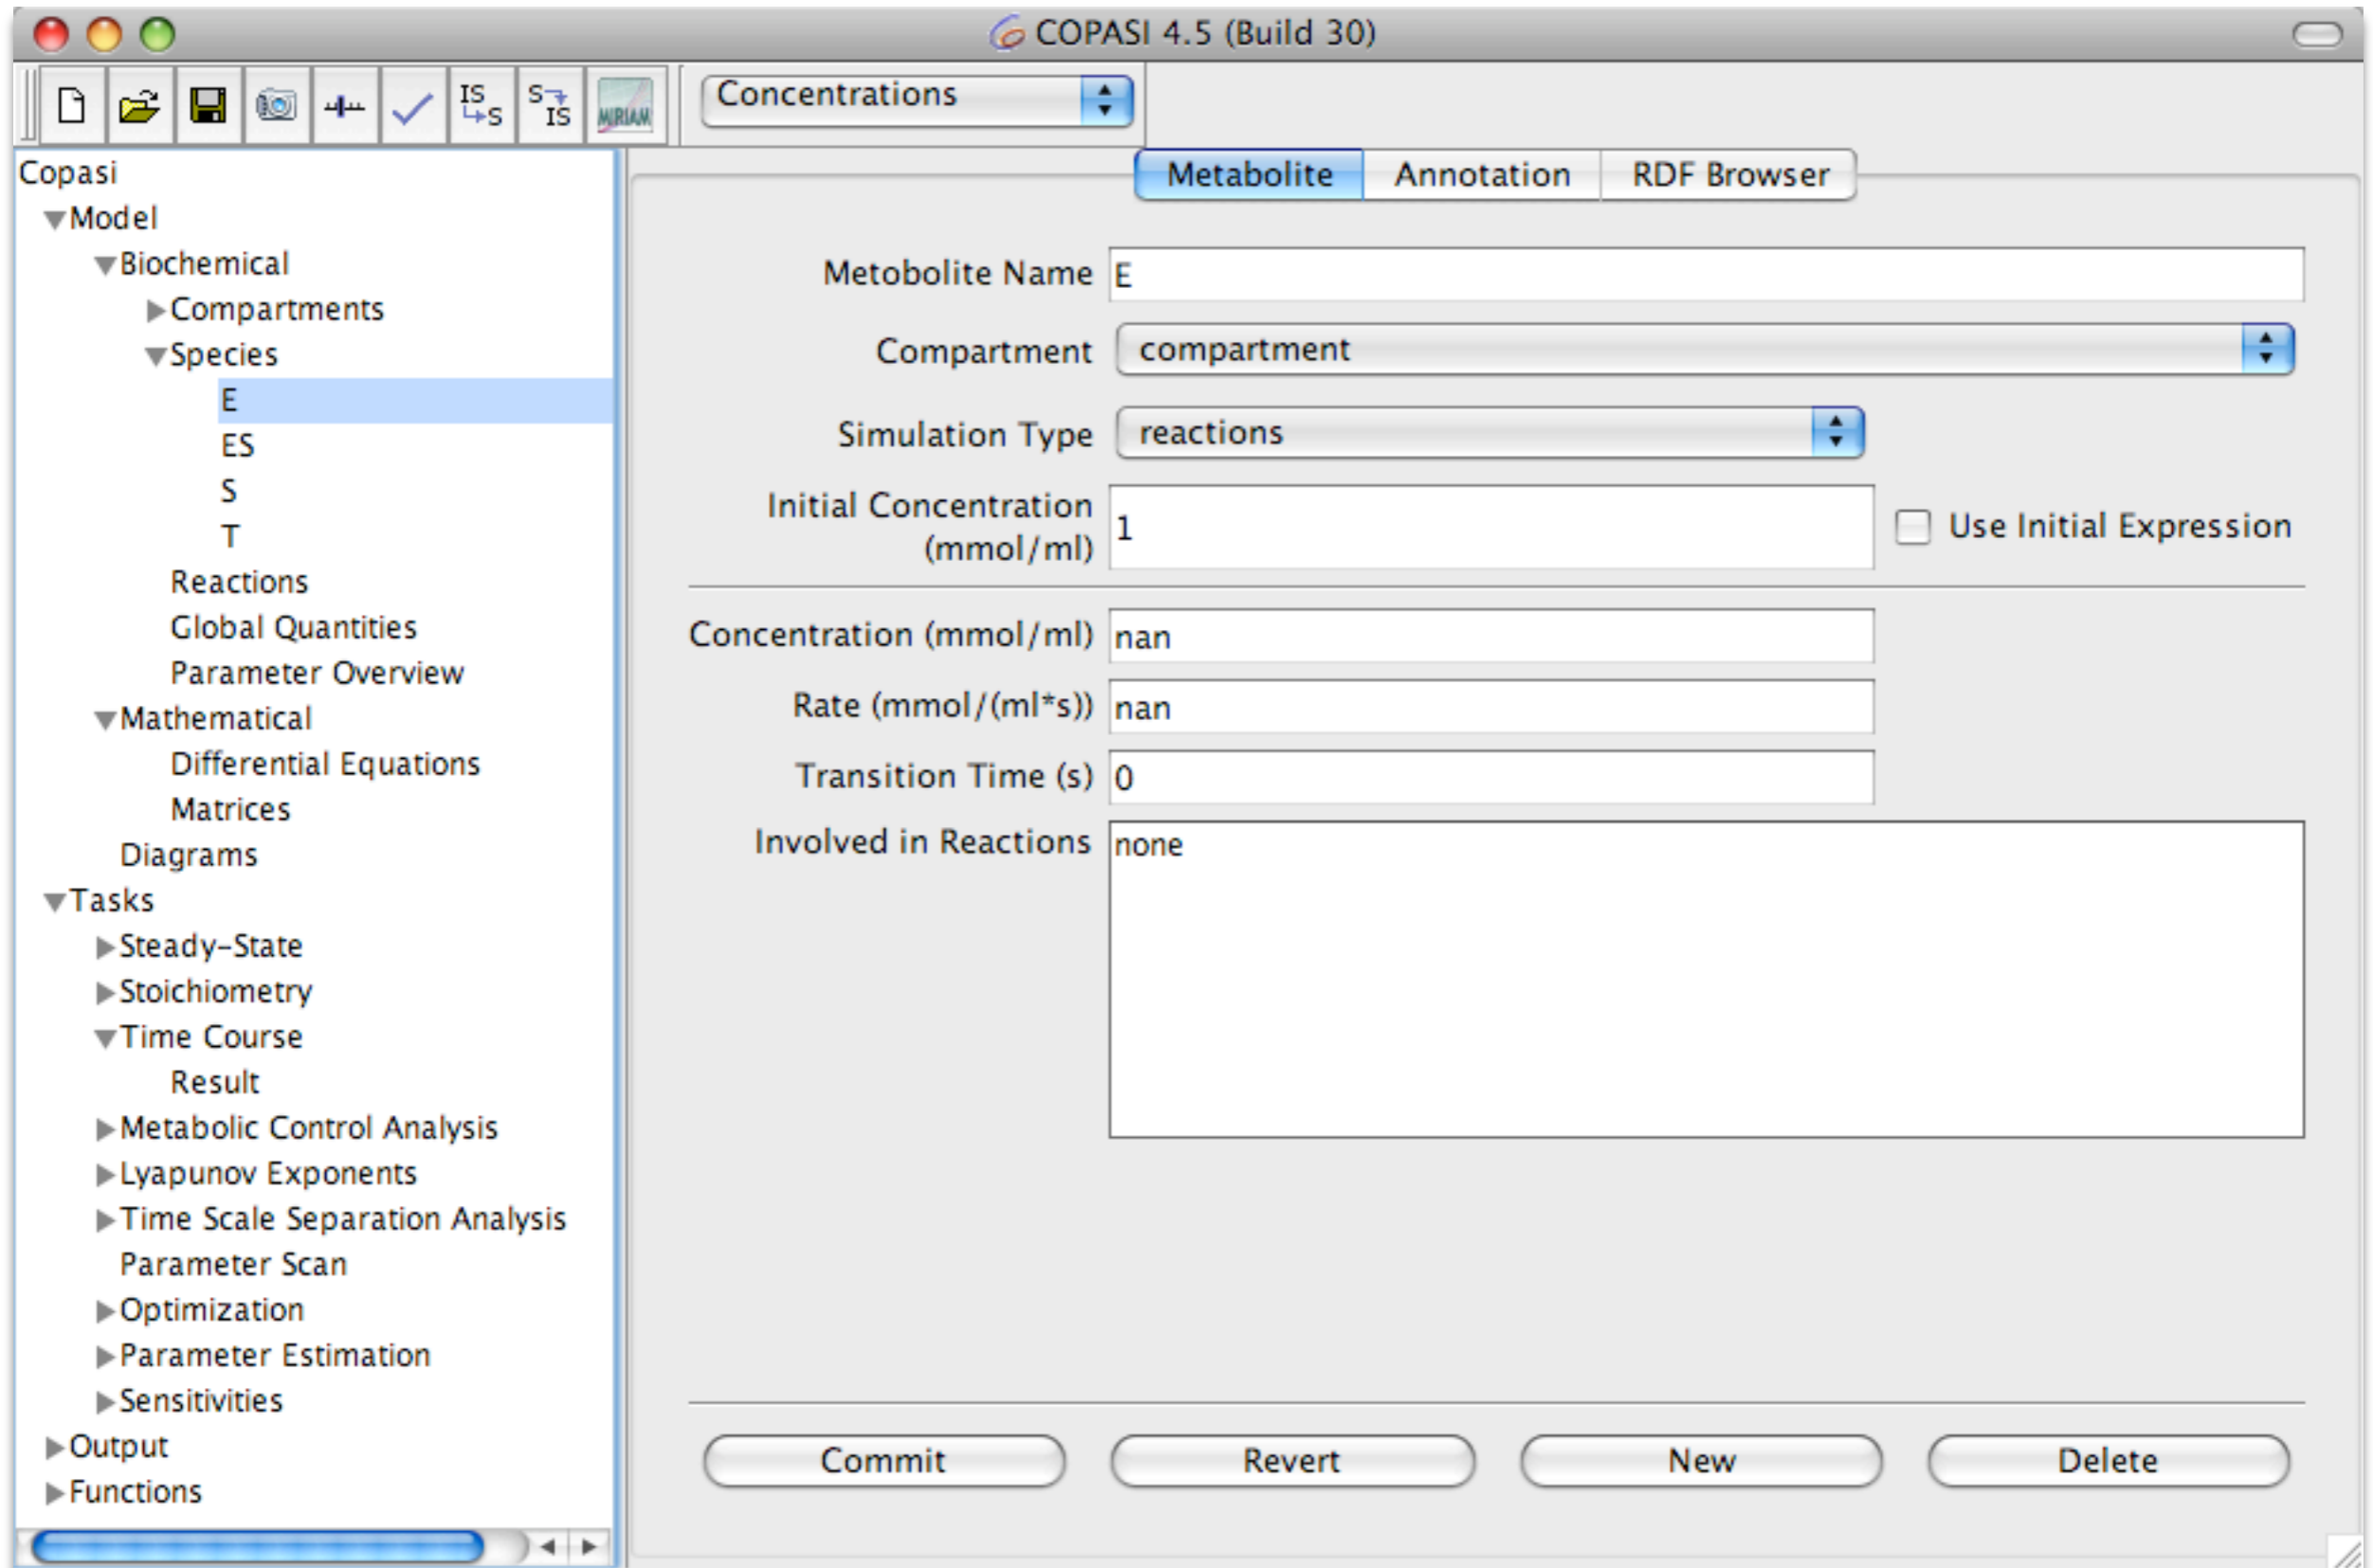 COPASI 4.5 (Build 30)
IS
S
S
IS
MIRIAM
Concentrations
Copasi
Model
Biochemical
Compartments
Species
E
ES
S
T
Reactions
Global Quantities
Parameter Overview
Mathematical
Differential Equations
Matrices
Diagrams
Tasks
Steady-State
Stoichiometry
Time Course
Result
Metabolic Control Analysis
Lyapunov Exponents
Time Scale Separation Analysis
Parameter Scan
Optimization
Parameter Estimation
Sensitivities
Output
Functions
Metabolite Annotation RDF Browser
Metobolite Name E
Compartment compartment
Simulation Type reactions
Initial Concentration
(mmol/ml) 1 Use Initial Expression
Concentration (mmol/ml) nan
Rate (mmol/(ml*s)) nan
Transition Time (s) 0
Involved in Reactions none
Commit Revert New Delete